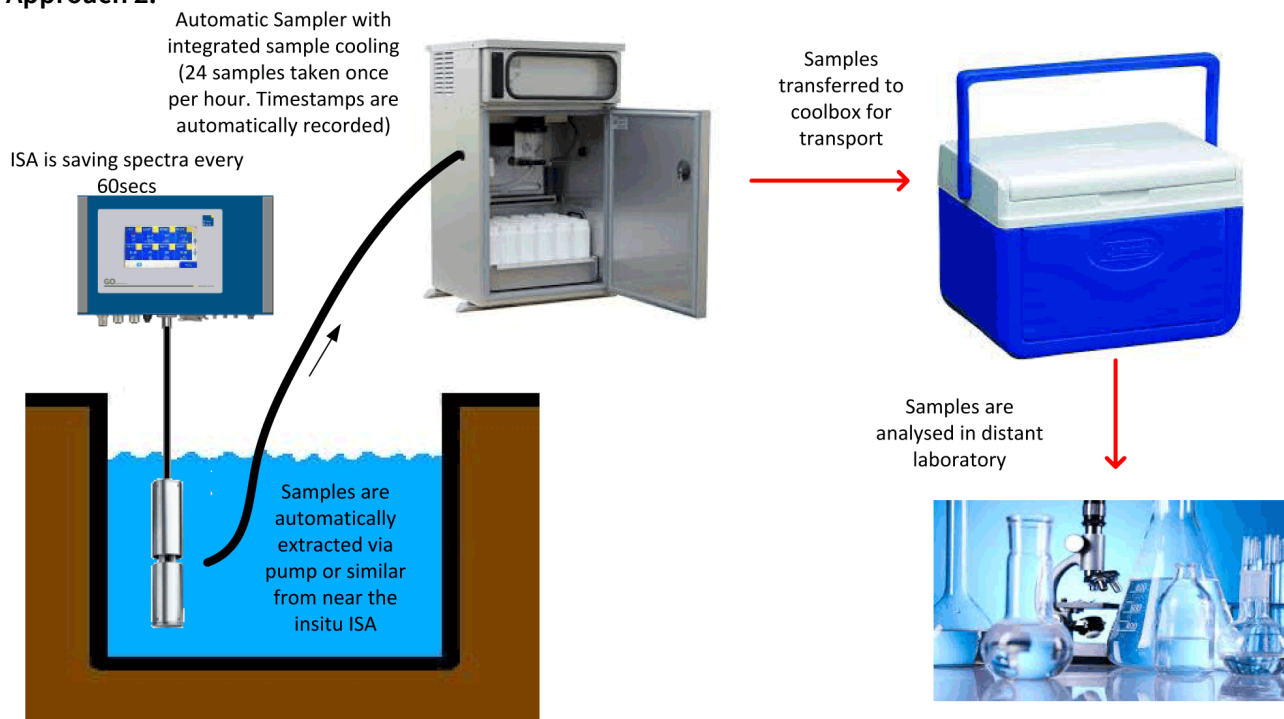 Approach 2:
Automatic Sampler with
integrated sample cooling
(24 samples taken once
per hour. Timestamps are
automatically recorded)
ISA is saving spectra every
60secs
GO
Samples
transferred to
coolbox for
transport
Samples are
automatically
extracted via
pump or similar
from near the
insitu ISA
Samples are
analysed in distant
laboratory